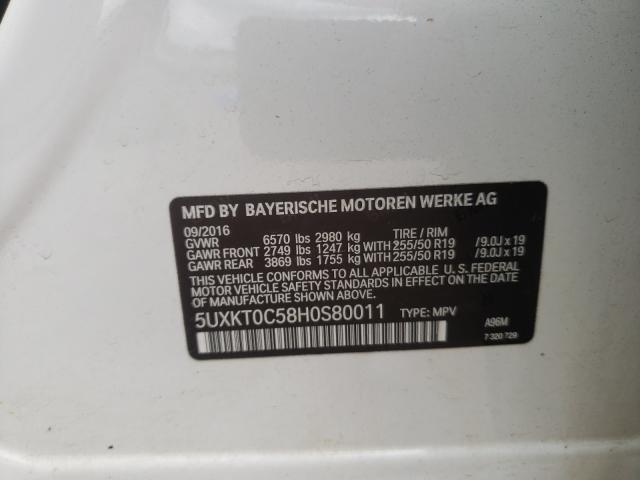 MFD BY BAYERISCHE MOTOREN WERKE AG
09/2016
GVWR 6570 lbs 2980 kg TIRE / RIM
GAWR FRONT 2749 lbs 1247 kg WITH 255/50 R19 /9.0J x 19
GAWR REAR 3869 lbs 1755 kg WITH 255/50 R19 /9.0J x 19
THIS VEHICLE CONFORMS TO ALL APPLICABLE U. S. FEDERAL
MOTOR VEHICLE SAFETY STANDARDS IN EFFECT ON THE DATE
OF MANUFACTURE SHOWN ABOVE.
5UXKT0C58H0S80011 TYPE: MPV
A96M
7 320 729